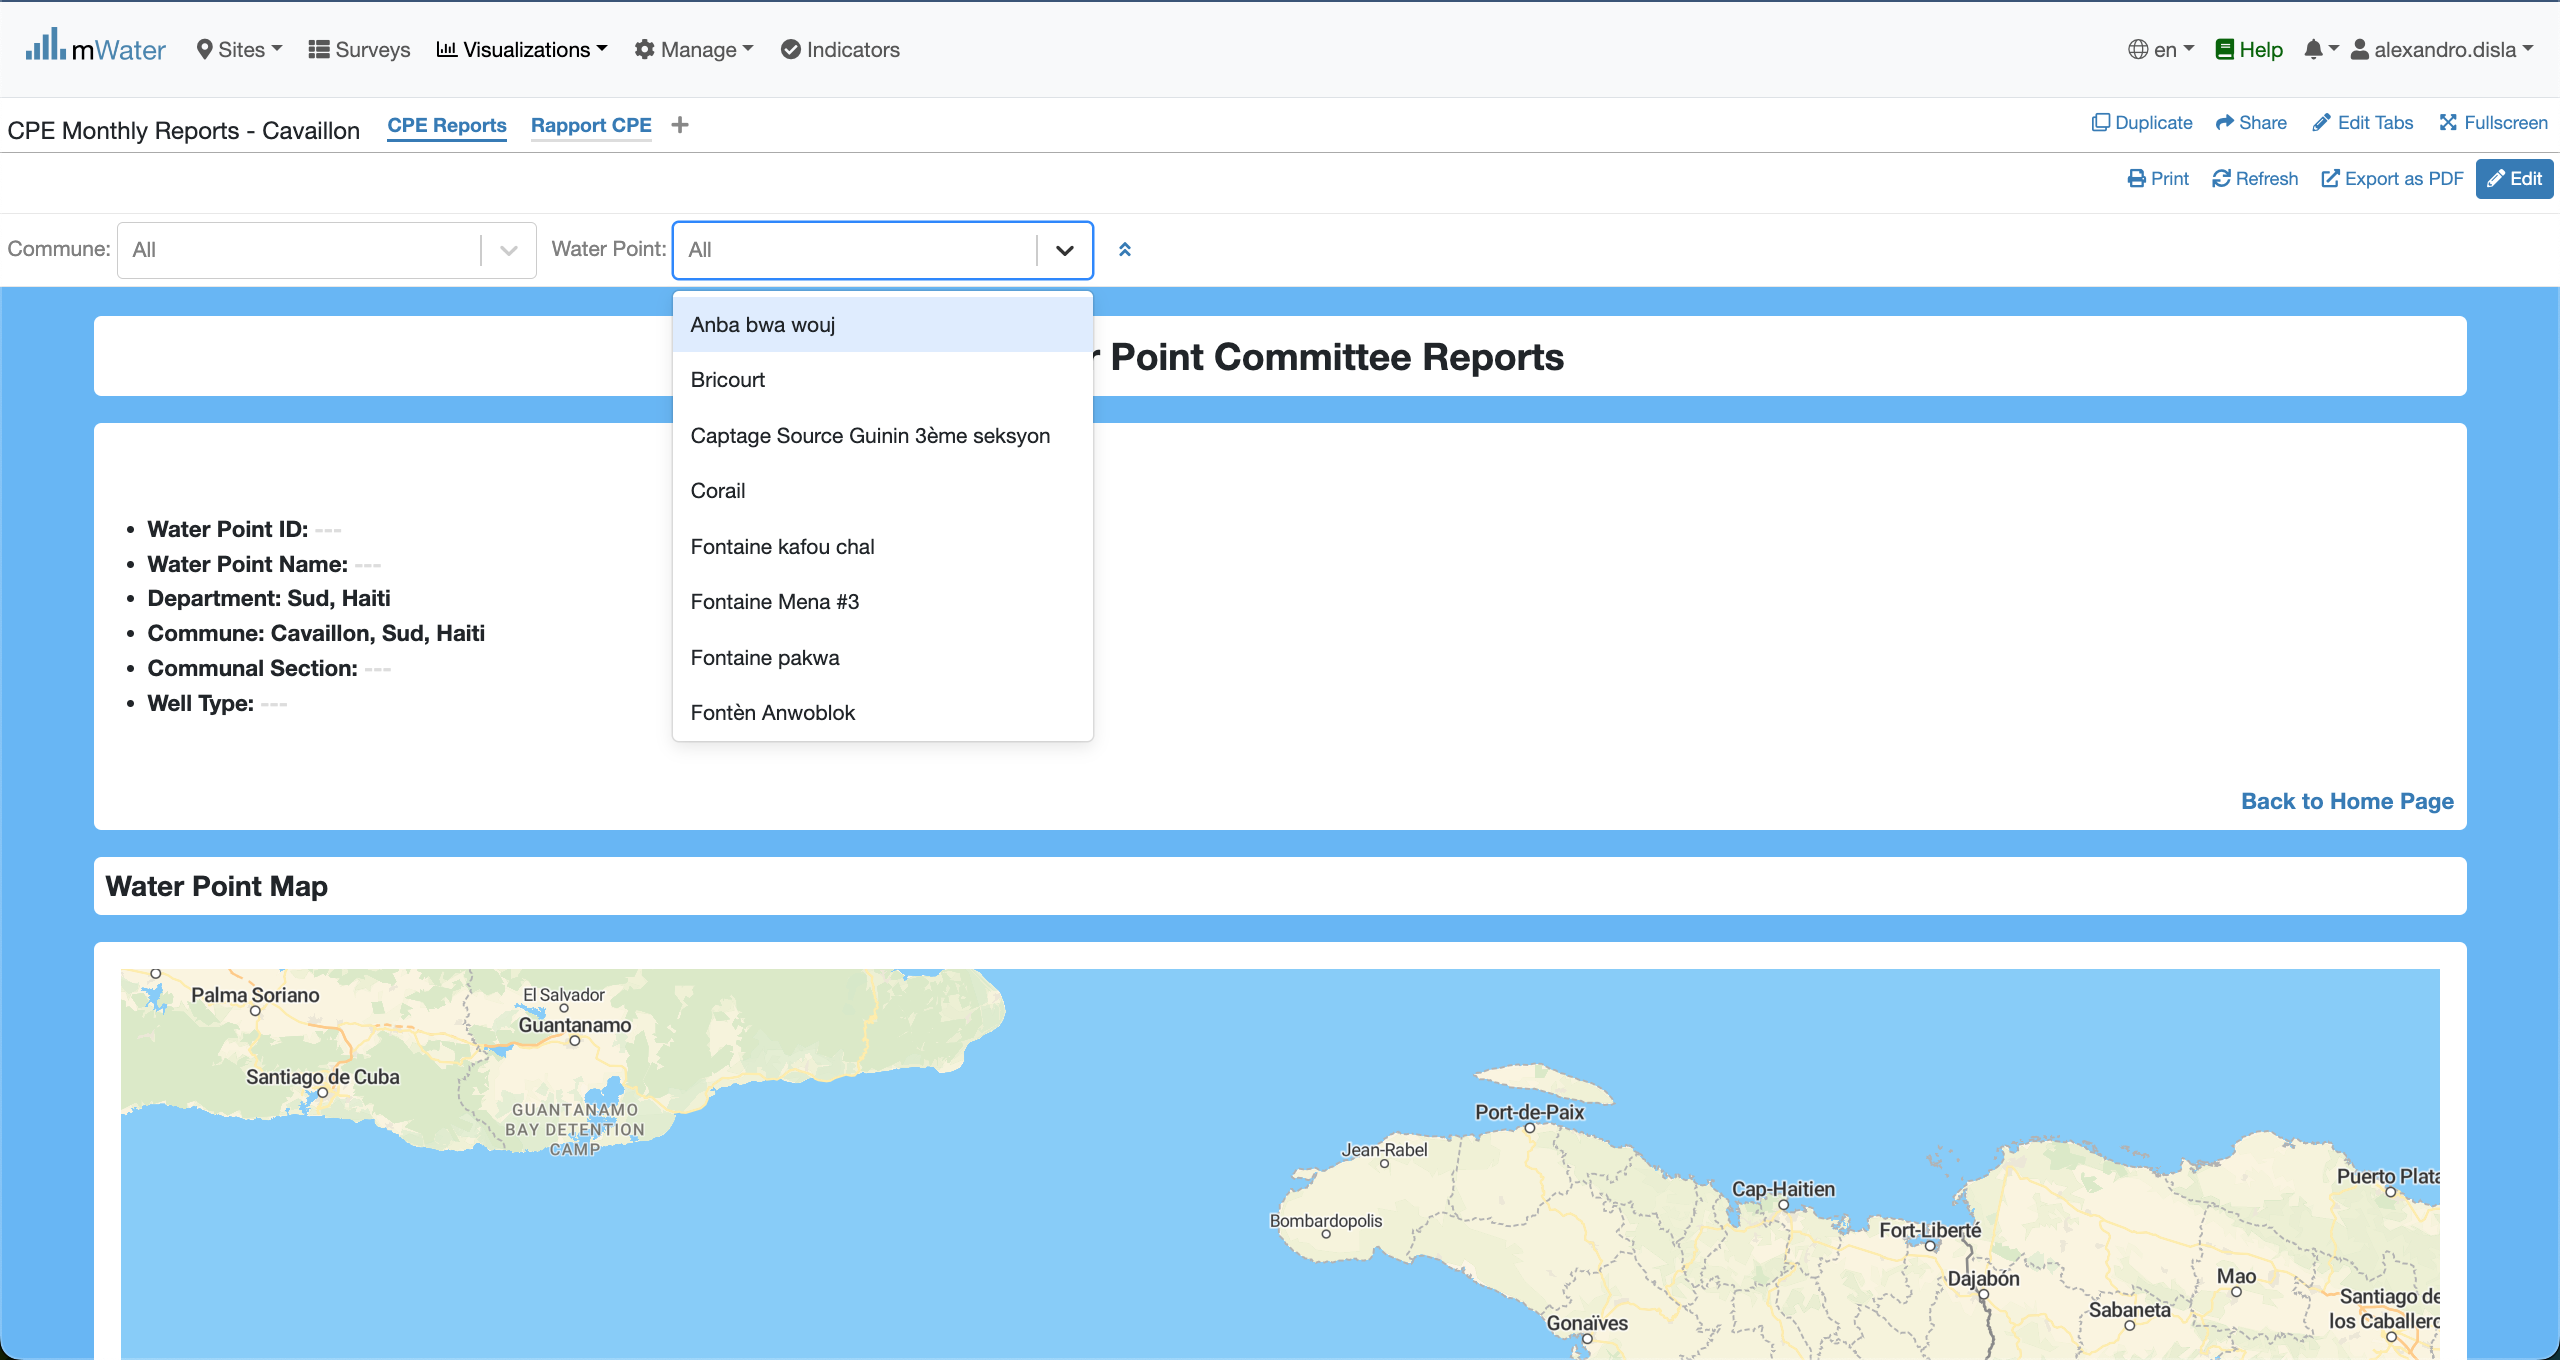 mWater Sites Surveys Visualizations Manage Indicators en Help alexandro.disla
CPE Monthly Reports - Cavaillon CPE Reports Rapport CPE + Duplicate Share Edit Tabs Fullscreen
Print Refresh Export as PDF Edit
Commune: All Water Point: All
Anba bwa wouj
Point Committee Reports
Bricourt
Captage Source Guinin 3ème seksyon
Corail
Fontaine kafou chal
Fontaine Mena #3
Fontaine pakwa
Fontèn Anwoblok
• Water Point ID: ---
• Water Point Name: ---
• Department: Sud, Haiti
• Commune: Cavaillon, Sud, Haiti
• Communal Section: ---
• Well Type: ---
Back to Home Page
Water Point Map
Palma Soriano
El Salvador
Guantanamo
Santiago de Cuba
GUANTANAMO
BAY DETENTION
CAMP
Port-de-Paix
Jean-Rabel
Bombardopolis
Cap-Haitien
Fort-Liberté
Puerto Plata
Dajabón
Mao
Sabaneta
Santiago de
los Caballero
Gonaïves